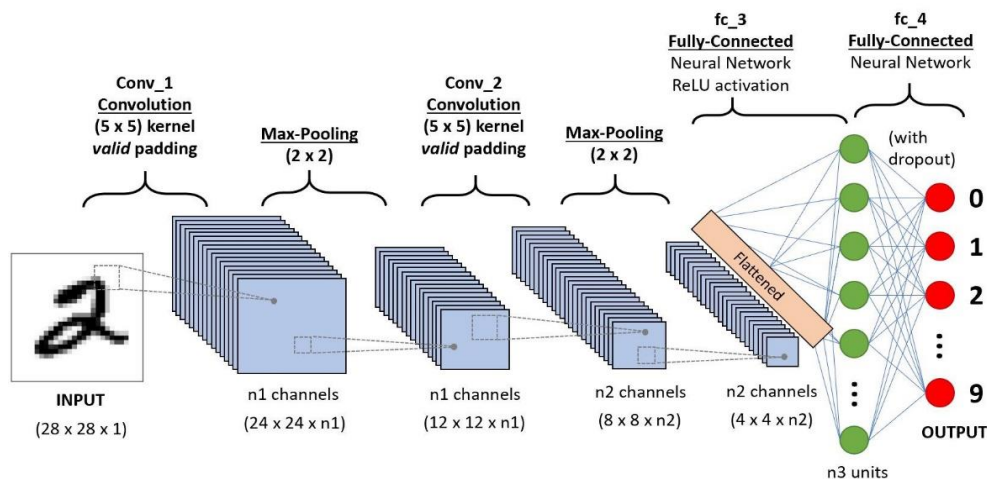 fc_3
Fully-Connected
Neural Network
ReLU activation
fc_4
Fully-Connected
Neural Network
Conv_1
Convolution
(5 x 5) kernel
valid padding
Max-Pooling
(2 x 2)
Conv_2
Convolution
(5 x 5) kernel
valid padding
Max-Pooling
(2 x 2)
(with
dropout)
Flattened
0
1
2
9
INPUT
(28 x 28 x 1)
n1 channels
(24 x 24 x n1)
n1 channels
(12 x 12 x n1)
n2 channels
(8 x 8 x n2)
n2 channels
(4 x 4 x n2)
OUTPUT
n3 units
2